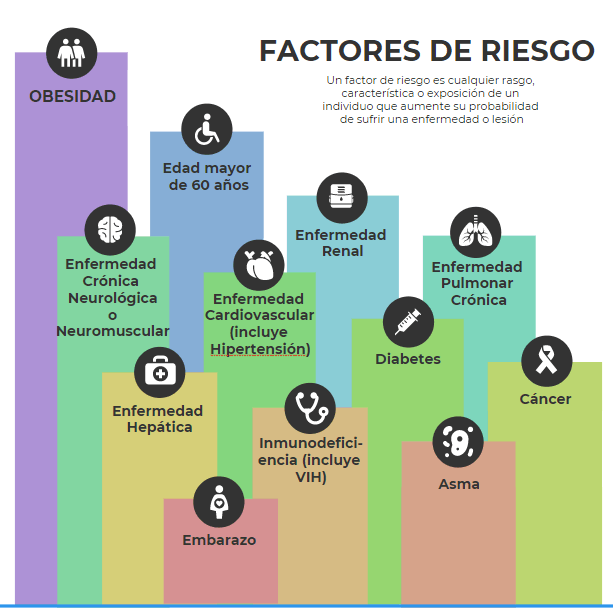 FACTORES DE RIESGO
Un factor de riesgo es cualquier rasgo,
característica o exposición de un
individuo que aumente su probabilidad
de sufrir una enfermedad o lesión
OBESIDAD
Edad mayor
de 60 años
Enfermedad
Renal
Enfermedad
Crónica
Neurológica
o
Neuromuscular
Enfermedad
Cardiovascular
(incluye
Hipertensión)
Enfermedad
Pulmonar
Crónica
Diabetes
Cáncer
Enfermedad
Hepática
Inmunodefici-
encia (incluye
VIH)
Asma
Embarazo